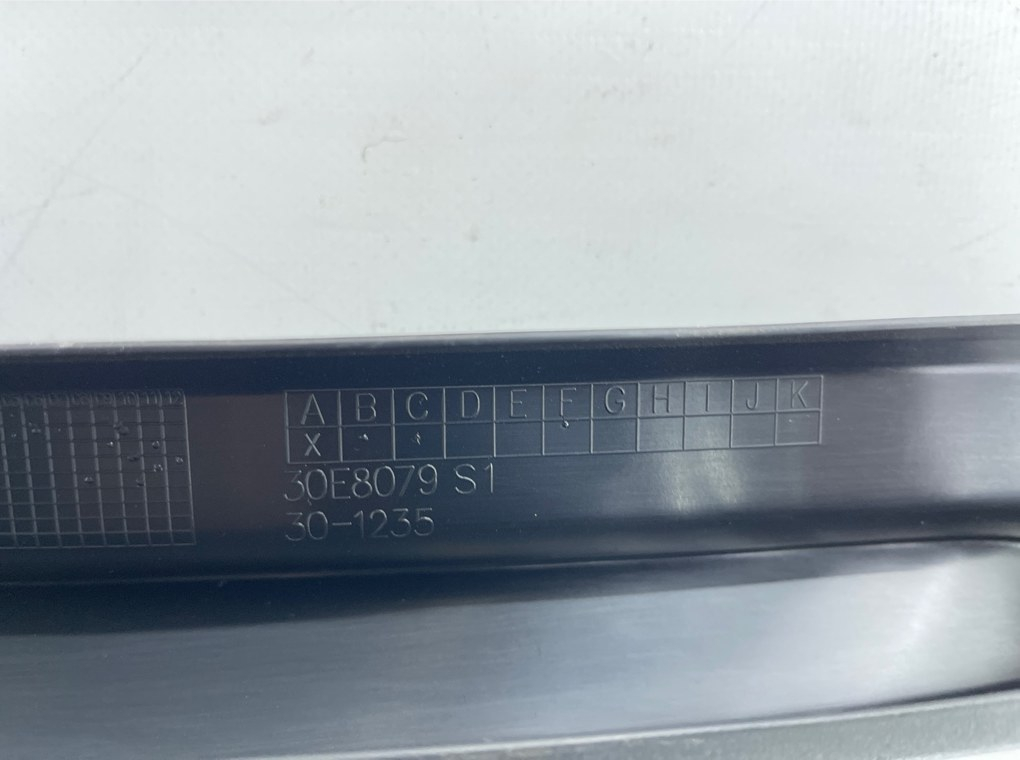 A B C D E F G H I J K
X
30E8079 S1
30-1235